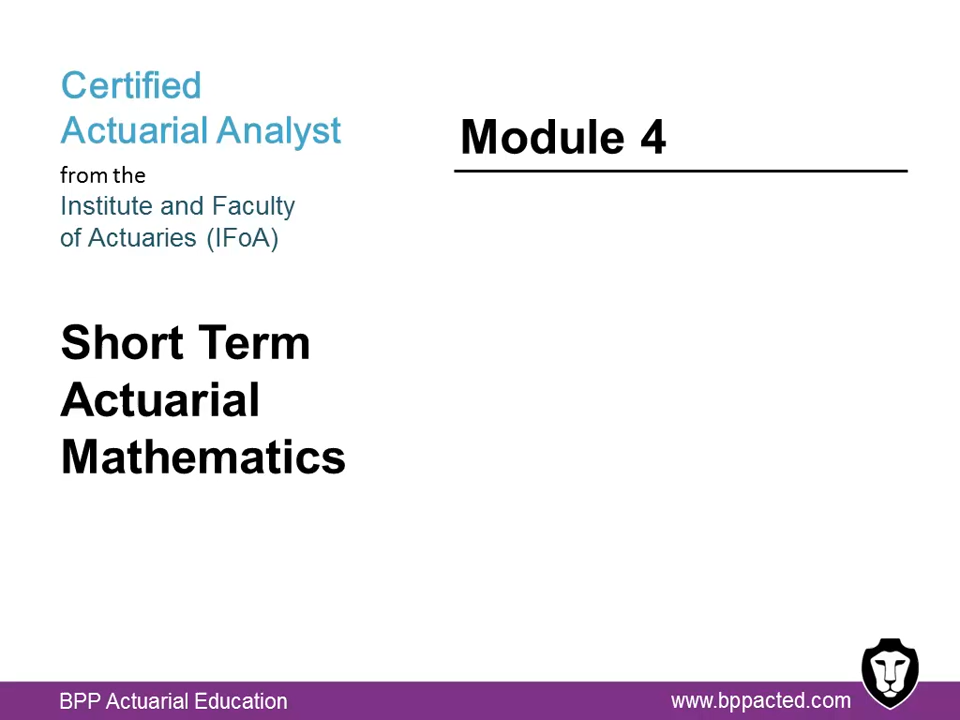 Certified
Actuarial Analyst
from the
Institute and Faculty
of Actuaries (IFoA)
Short Term
Actuarial
Mathematics
Module 4
BPP Actuarial Education
www.bppacted.com